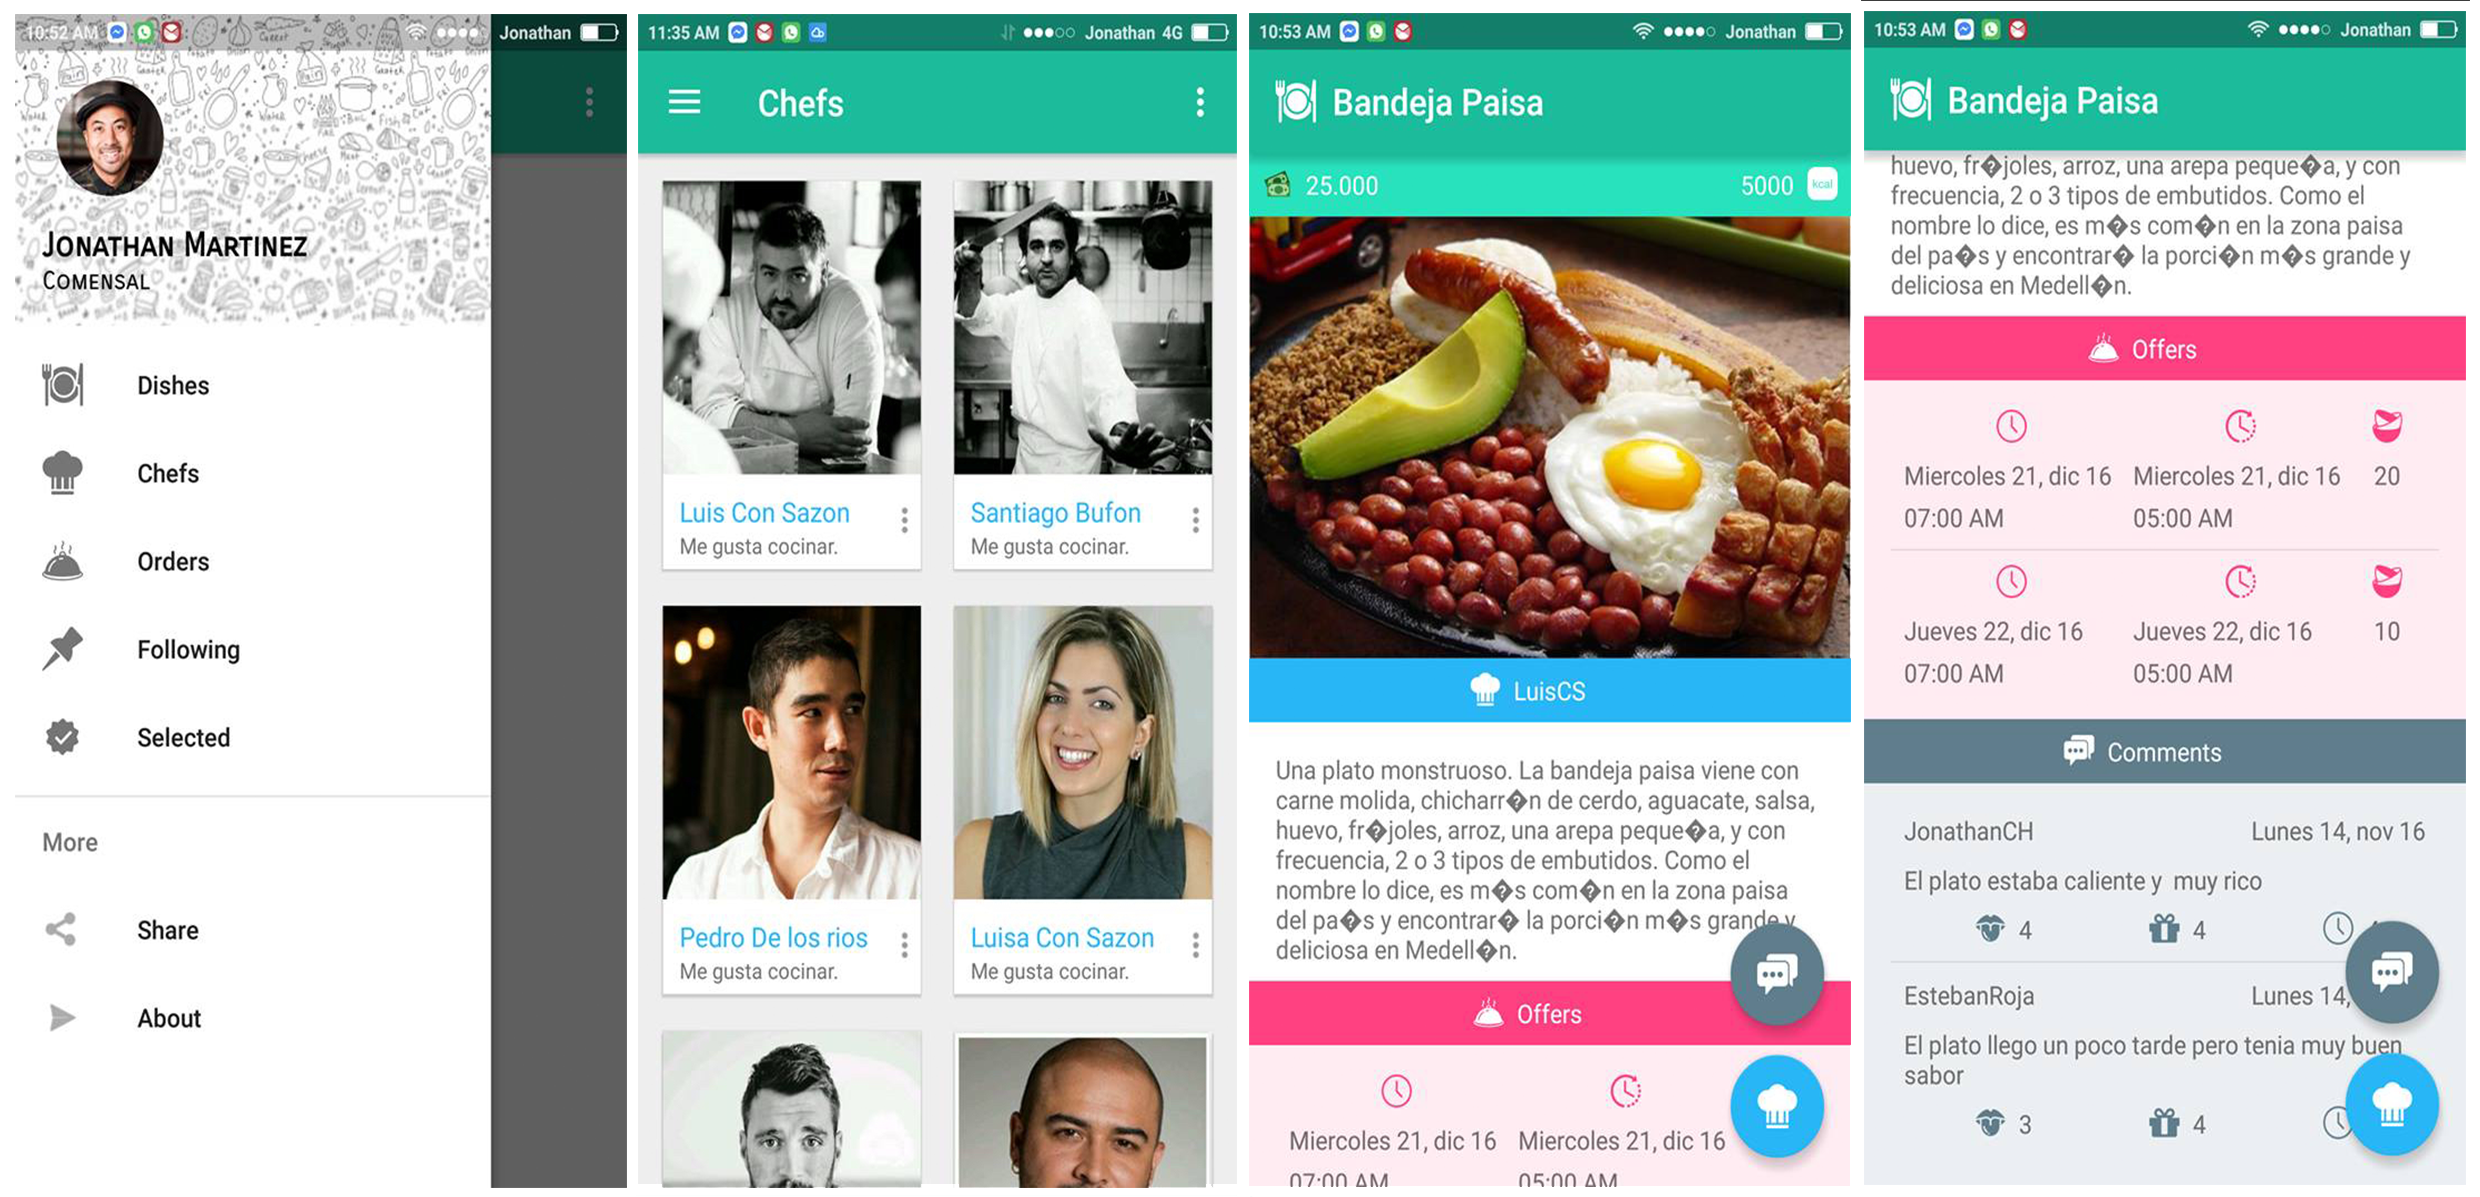 10:52 AM
Jonathan
JONATHAN MARTINEZ
COMENSAL
Dishes
Chefs
Orders
Following
Selected
More
Share
About
11:35 AM
Jonathan 4G
Chefs
Luis Con Sazon
Me gusta cocinar.
Santiago Bufon
Me gusta cocinar.
Pedro De los rios
Me gusta cocinar.
Luisa Con Sazon
Me gusta cocinar.
10:53 AM
Jonathan
Bandeja Paisa
25.000
5000 kcal
LuisCS
Una plato monstruoso. La bandeja paisa viene con
carne molida, chicharr�n de cerdo, aguacate, salsa,
huevo, fr�joles, arroz, una arepa peque�a, y con
frecuencia, 2 o 3 tipos de embutidos. Como el
nombre lo dice, es m�s com�n en la zona paisa
del pa�s y encontrar� la porci�n m�s grande y
deliciosa en Medell�n.
Offers
Miercoles 21, dic 16 Miercoles 21, dic 16
07:00 AM 05:00 AM
10:53 AM
Jonathan
Bandeja Paisa
huevo, fr�joles, arroz, una arepa peque�a, y con
frecuencia, 2 o 3 tipos de embutidos. Como el
nombre lo dice, es m�s com�n en la zona paisa
del pa�s y encontrar� la porci�n m�s grande y
deliciosa en Medell�n.
Offers
Miercoles 21, dic 16 Miercoles 21, dic 16 20
07:00 AM 05:00 AM
Jueves 22, dic 16 Jueves 22, dic 16 10
07:00 AM 05:00 AM
Comments
JonathanCH Lunes 14, nov 16
El plato estaba caliente y muy rico
4 4
EstebanRoja Lunes 14,
El plato llego un poco tarde pero tenia muy buen
sabor
3 4